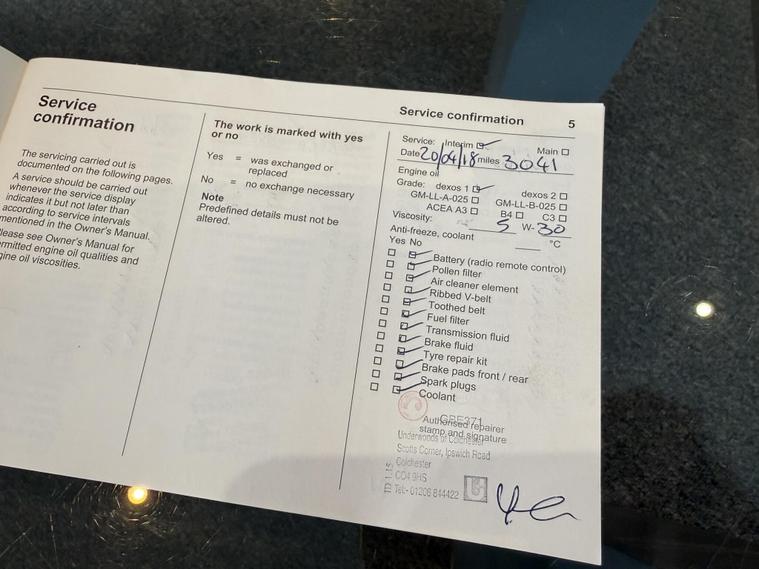 Service
confirmation
The servicing carried out is
documented on the following pages.
A service should be carried out
whenever the service display
indicates it but not later than
according to service intervals
mentioned in the Owner's Manual.
Please see Owner's Manual for
permitted engine oil qualities and
engine oil viscosities.
The work is marked with yes
or no
Yes = was exchanged or
replaced
No = no exchange necessary
Note
Predefined details must not be
altered.
Service confirmation 5
Service: Interim Main
Date 20/04/18 miles 3041
Engine oil
Grade: dexos 1 dexos 2
GM-LL-A-025 GM-LL-B-025
ACEA A3 B4 C3
Viscosity: 5 W-30
Anti-freeze, coolant °C
Yes No
Battery (radio remote control)
Pollen filter
Air cleaner element
Ribbed V-belt
Toothed belt
Fuel filter
Transmission fluid
Brake fluid
Tyre repair kit
Brake pads front / rear
Spark plugs
Coolant
Authorised repairer
stamp and signature
Underwoods of Colchester
Scotts Corner, Ipswich Road
Colchester
CO4 9HS
Tel:- 01206 844422